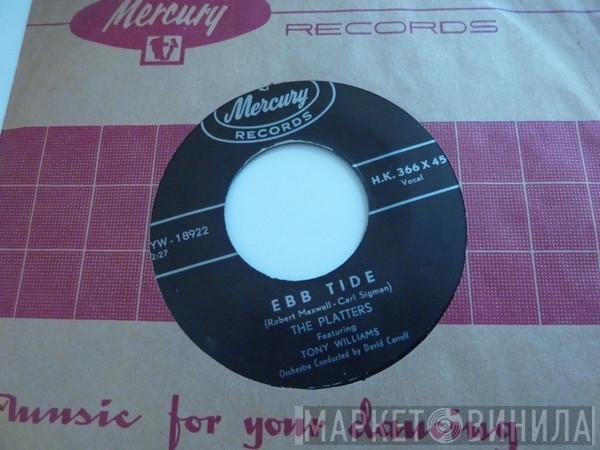 Mercury
RECORDS
Mercury
RECORDS
H.K. 366 X 45
Vocal
YW-18922
2:27
EBB TIDE
(Robert Maxwell - Carl Sigman)
THE PLATTERS
Featuring
TONY WILLIAMS
Orchestra Conducted by David Carroll
music for your dancing
МАРКЕТ ВИНИЛА